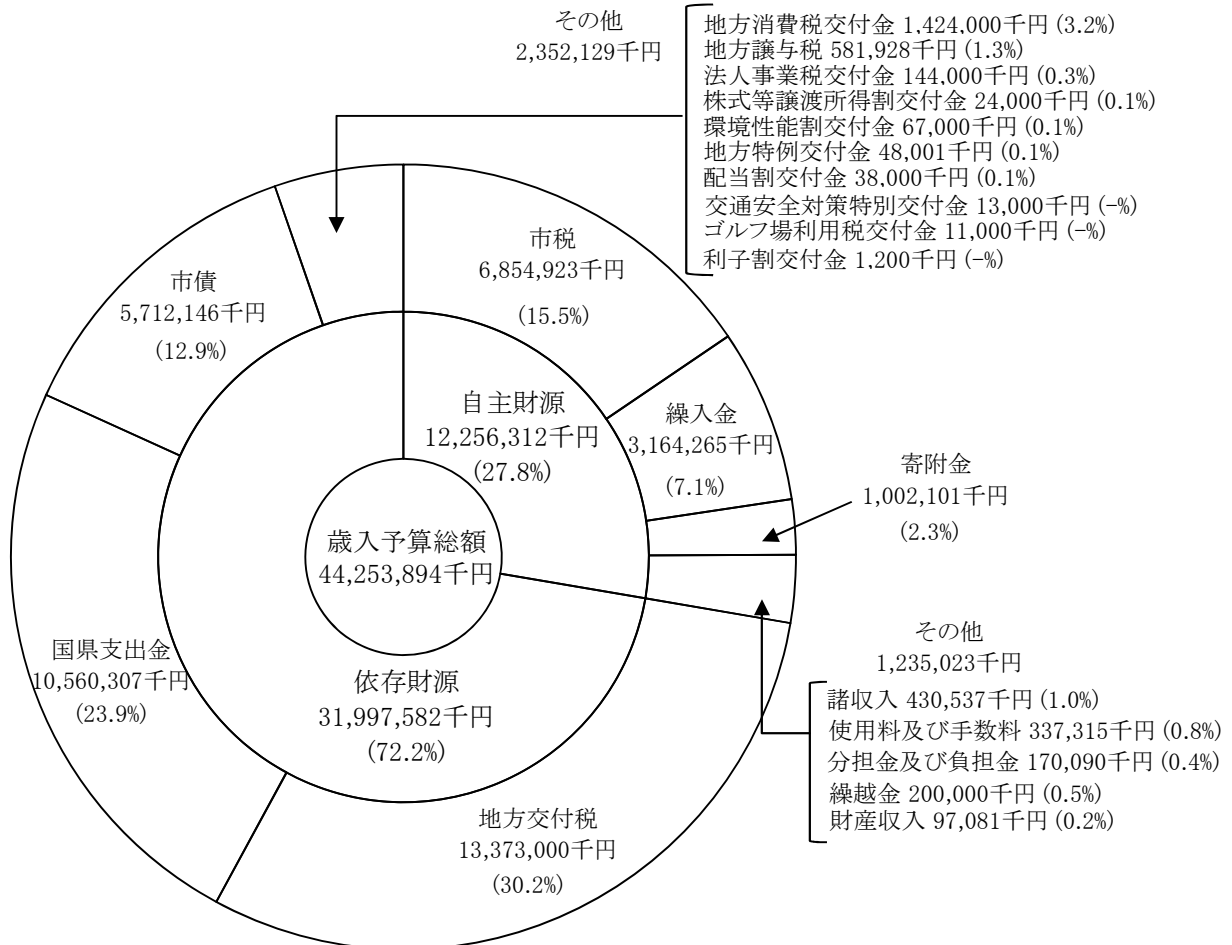 その他
2,352,129千円
地方消費税交付金 1,424,000千円 (3.2%)
地方譲与税 581,928千円 (1.3%)
法人事業税交付金 144,000千円 (0.3%)
株式等譲渡所得割交付金 24,000千円 (0.1%)
環境性能割交付金 67,000千円 (0.1%)
地方特例交付金 48,001千円 (0.1%)
配当割交付金 38,000千円 (0.1%)
交通安全対策特別交付金 13,000千円 (-%)
ゴルフ場利用税交付金 11,000千円 (-%)
利子割交付金 1,200千円 (-%)
市税
6,854,923千円
(15.5%)
市債
5,712,146千円
(12.9%)
自主財源
12,256,312千円
(27.8%)
繰入金
3,164,265千円
(7.1%)
寄附金
1,002,101千円
(2.3%)
歳入予算総額
44,253,894千円
その他
1,235,023千円
諸収入 430,537千円 (1.0%)
使用料及び手数料 337,315千円 (0.8%)
分担金及び負担金 170,090千円 (0.4%)
繰越金 200,000千円 (0.5%)
財産収入 97,081千円 (0.2%)
国県支出金
10,560,307千円
(23.9%)
依存財源
31,997,582千円
(72.2%)
地方交付税
13,373,000千円
(30.2%)